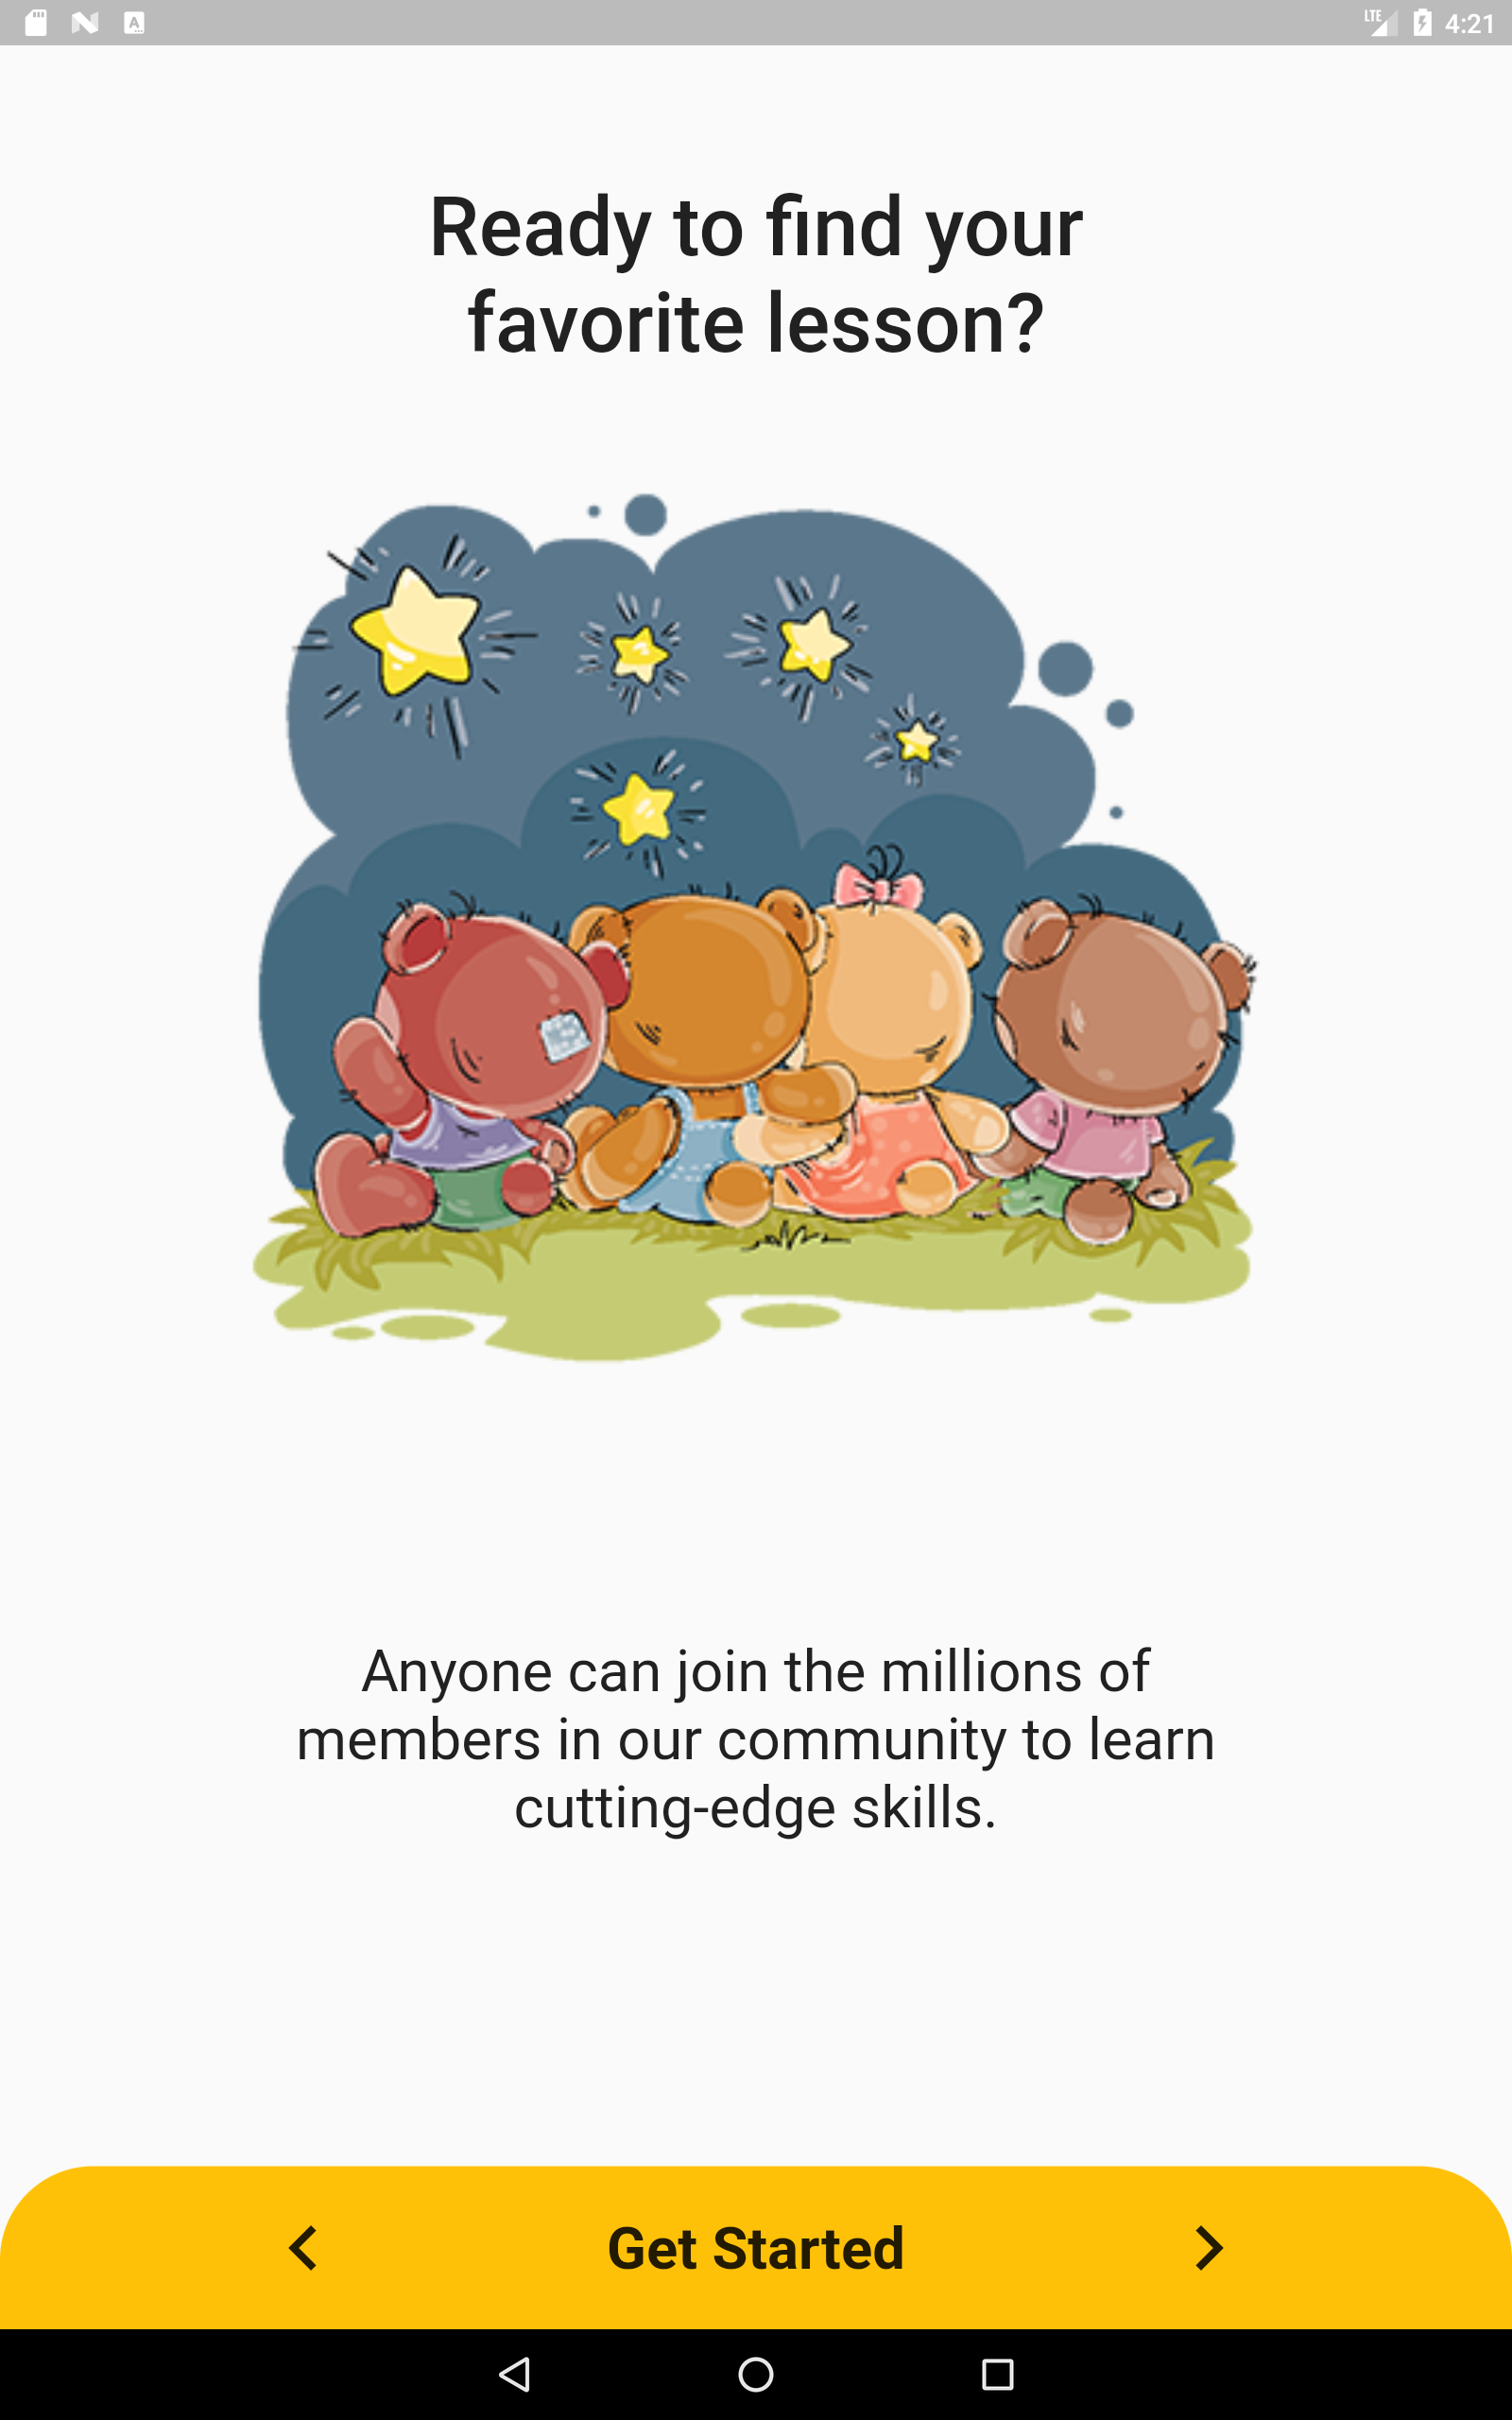 LTE 4:21
Ready to find your
favorite lesson?
Anyone can join the millions of
members in our community to learn
cutting-edge skills.
Get Started